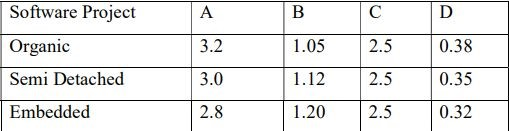 Software Project A B C D
Organic 3.2 1.05 2.5 0.38
Semi Detached 3.0 1.12 2.5 0.35
Embedded 2.8 1.20 2.5 0.32